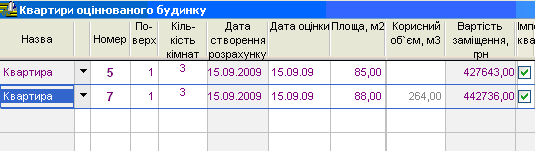 Квартири оцінюваного будинку
Назва Номер По-верх Кіль-кість кімнат Дата створення розрахунку Дата оцінки Площа, м2 Корисний об`єм, м3 Вартість заміщення, грн Імпо ква
Квартира 5 1 3 15.09.2009 15.09.09 85,00 427643,00
Квартира 7 1 3 15.09.2009 15.09.09 88,00 264,00 442736,00